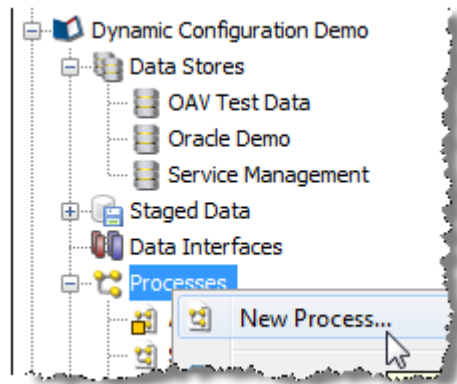 Dynamic Configuration Demo
Data Stores
OAV Test Data
Oracle Demo
Service Management
Staged Data
Data Interfaces
Processes
New Process...